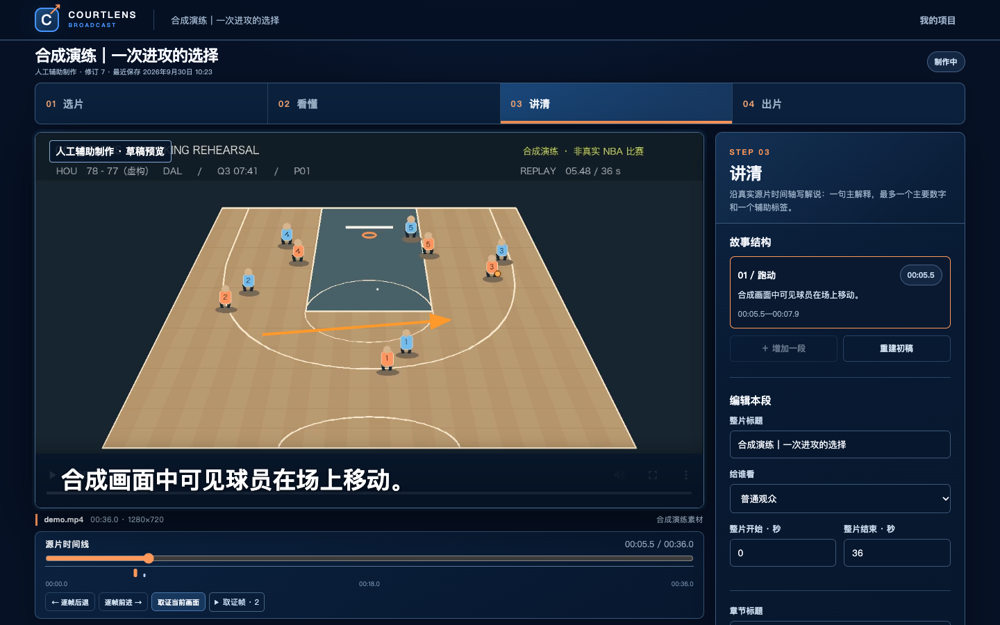 C
COURTLENS
BROADCAST
合成演练｜一次进攻的选择
我的项目
合成演练｜一次进攻的选择
人工辅助制作 · 修订 7 · 最近保存 2026年9月30日 10:23
制作中
01 选片
02 看懂
03 讲清
04 出片
人工辅助制作 · 草稿预览
KING REHEARSAL
合成演练 · 非真实 NBA 比赛
HOU 78 - 77（虚构） DAL / Q3 07:41 / P01
REPLAY 05.48 / 36 s
5
4
5
4
3
3
2
2
1
1
合成画面中可见球员在场上移动。
demo.mp4 00:36.0 · 1280×720
合成演练素材
源片时间线
00:05.5 / 00:36.0
00:00.0
00:18.0
00:36.0
← 逐帧后退
逐帧前进 →
取证当前画面
▶ 取证帧 · 2
STEP 03
讲清
沿真实源片时间轴写解说：一句主解释，最多一个主要数字
和一个辅助标签。
故事结构
01 / 跑动
00:05.5
合成画面中可见球员在场上移动。
00:05.5—00:07.9
＋ 增加一段
重建初稿
编辑本段
整片标题
合成演练｜一次进攻的选择
给谁看
普通观众
整片开始 · 秒
整片结束 · 秒
0
36
章节标题